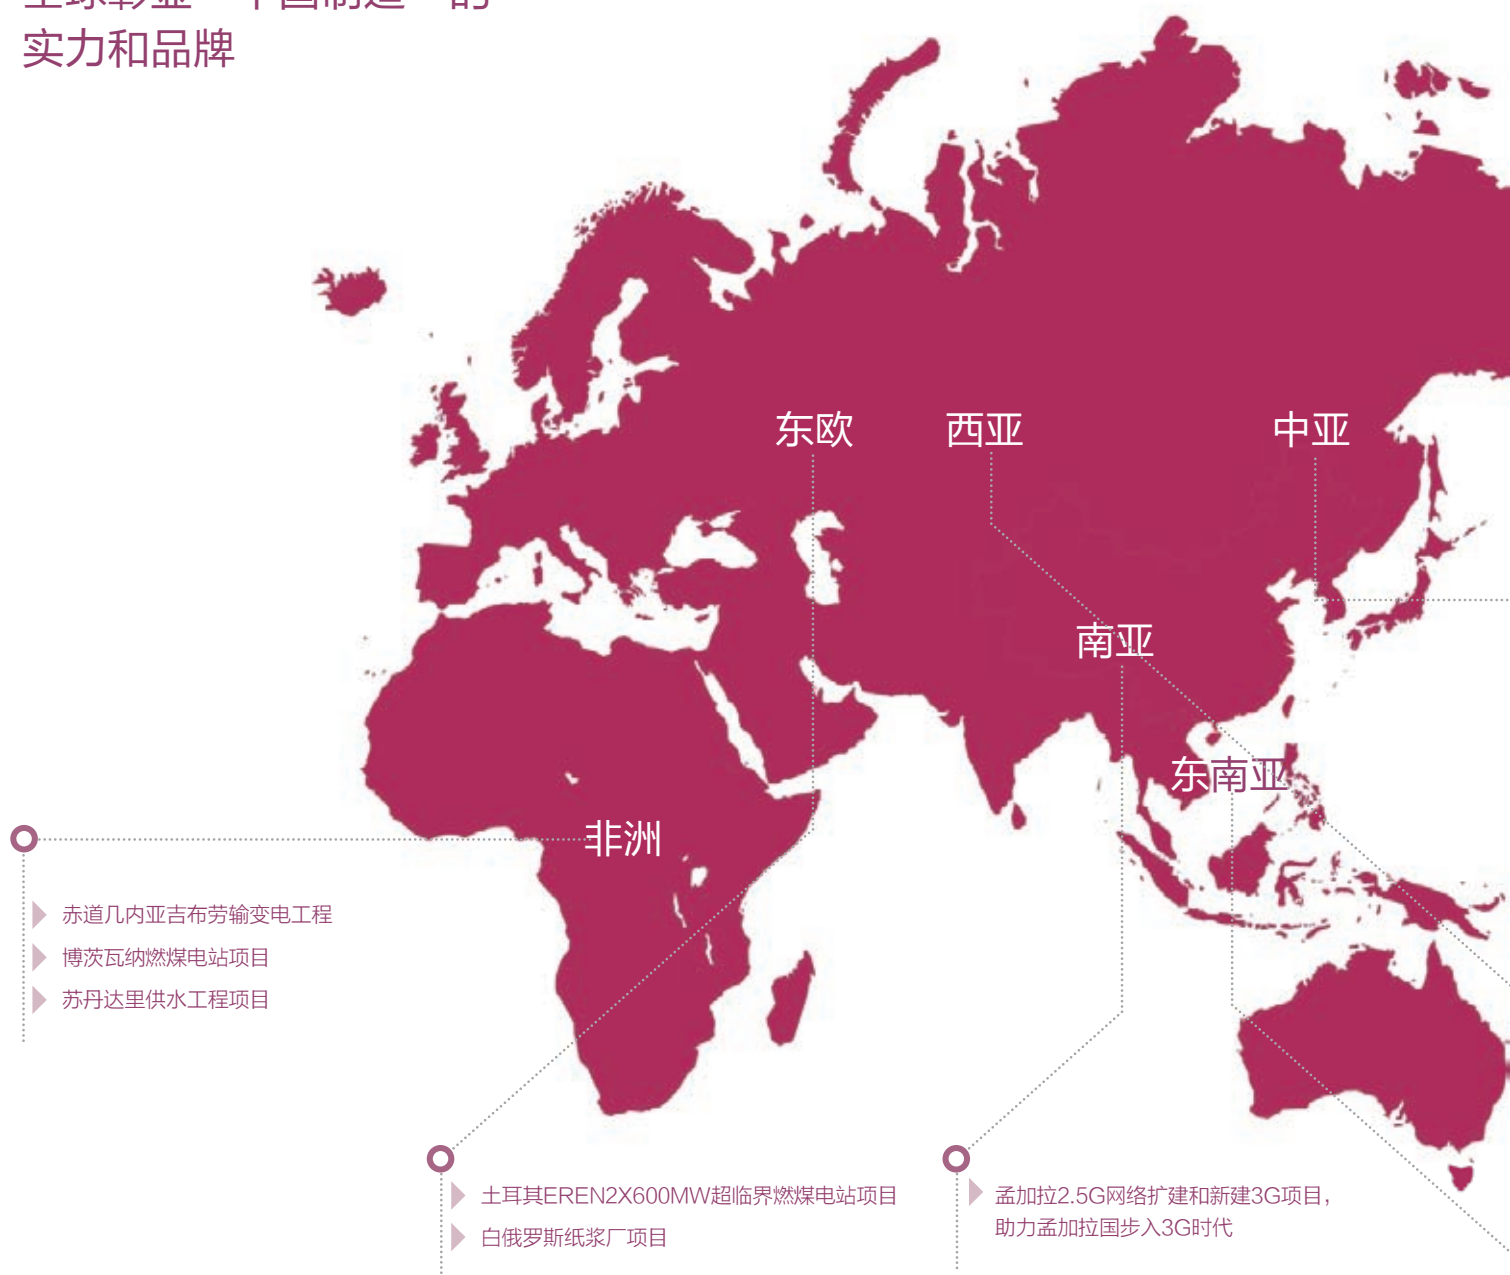 实力和品牌
东欧
西亚
中亚
南亚
东南亚
非洲
赤道几内亚吉布劳输变电工程
博茨瓦纳燃煤电站项目
苏丹达里供水工程项目
土耳其EREN2X600MW超临界燃煤电站项目
白俄罗斯纸浆厂项目
孟加拉2.5G网络扩建和新建3G项目，
助力孟加拉国步入3G时代